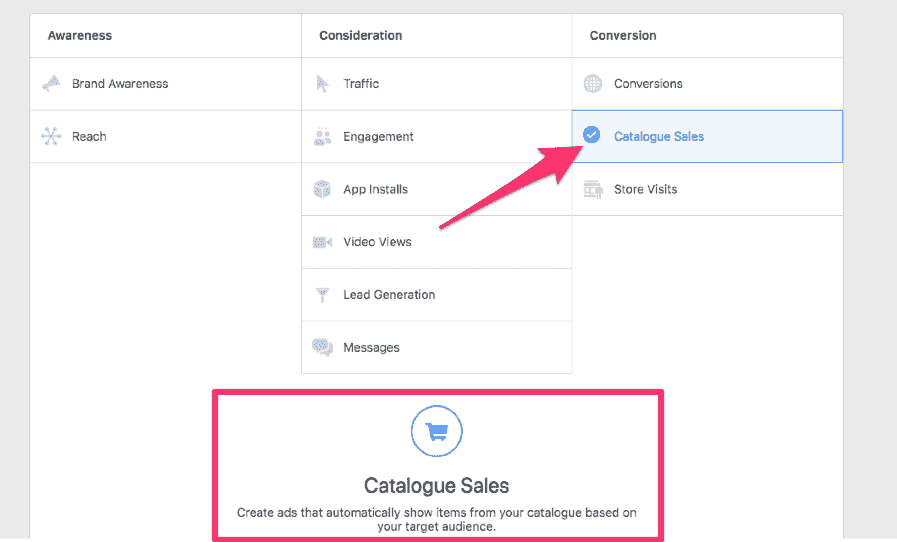 Awareness
Consideration
Conversion
Brand Awareness
Traffic
Conversions
Reach
Engagement
Catalogue Sales
App Installs
Store Visits
Video Views
Lead Generation
Messages
Catalogue Sales
Create ads that automatically show items from your catalogue based on
your target audience.